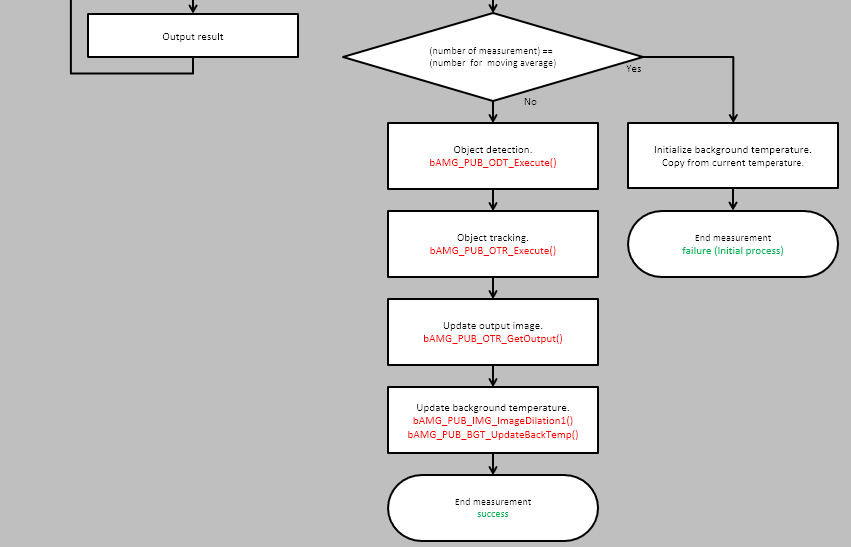 Output result
(number of measurement) ==
(number for moving average)
Yes
No
Object detection.
bAMG_PUB_ODT_Execute()
Initialize background temperature.
Copy from current temperature.
Object tracking.
bAMG_PUB_OTR_Execute()
End measurement
failure (Initial process)
Update output image.
bAMG_PUB_OTR_GetOutput()
Update background temperature.
bAMG_PUB_IMG_ImageDilation1()
bAMG_PUB_BGT_UpdateBackTemp()
End measurement
success